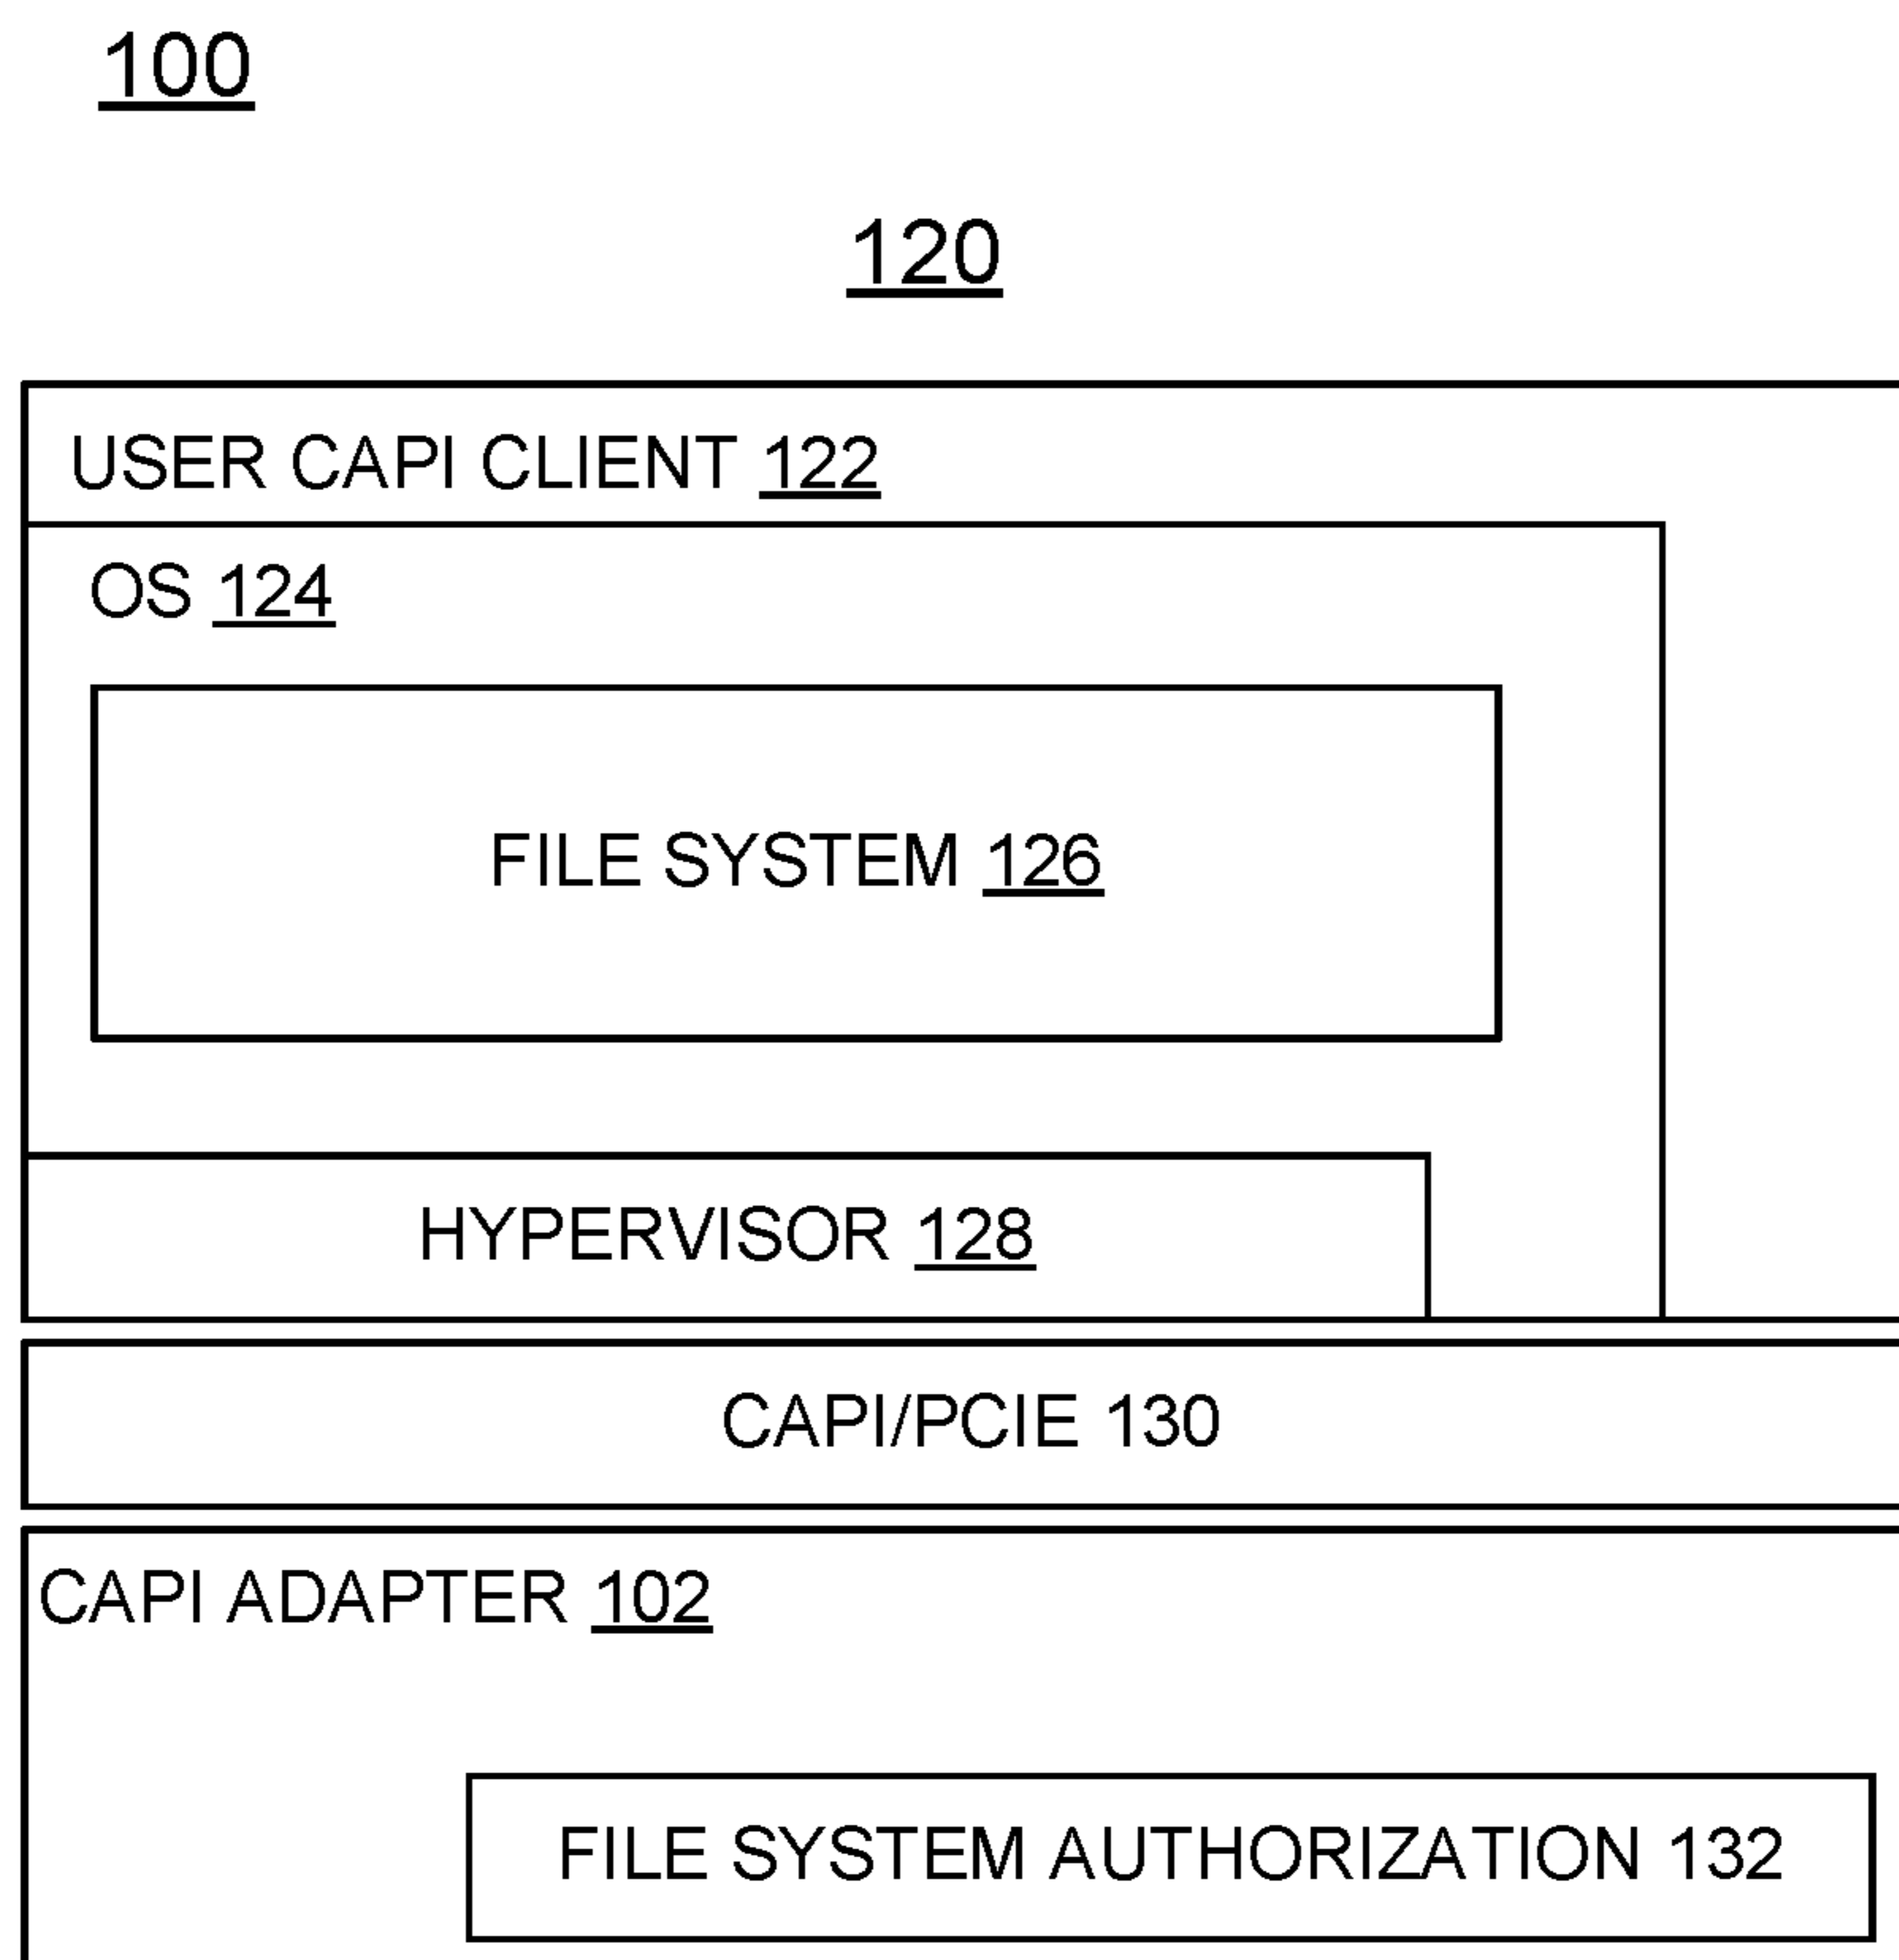 100
120
USER CAPI CLIENT 122
OS 124
FILE SYSTEM 126
HYPERVISOR 128
CAPI/PCIE 130
CAPI ADAPTER 102
FILE SYSTEM AUTHORIZATION 132